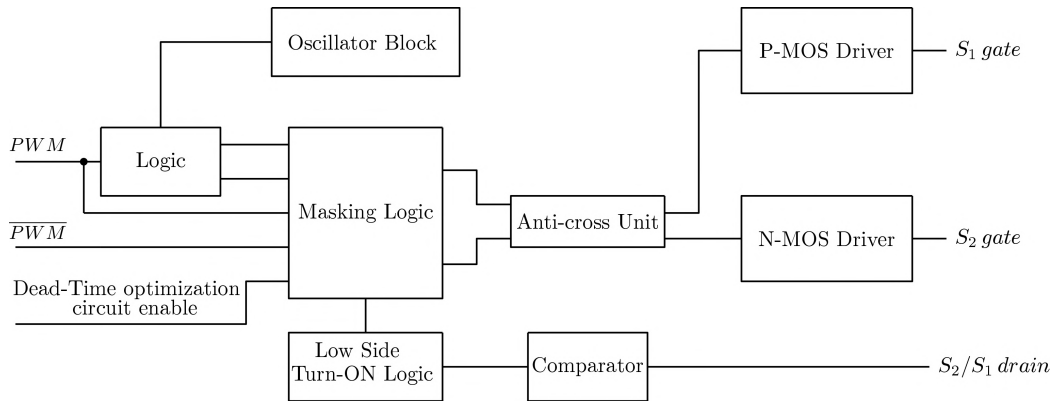 Oscillator Block
P-MOS Driver
S₁ gate
PWM
Logic
Masking Logic
Anti-cross Unit
P̅W̅M̅
N-MOS Driver
S₂ gate
Dead-Time optimization
circuit enable
Low Side
Turn-ON Logic
Comparator
S₂/S₁ drain